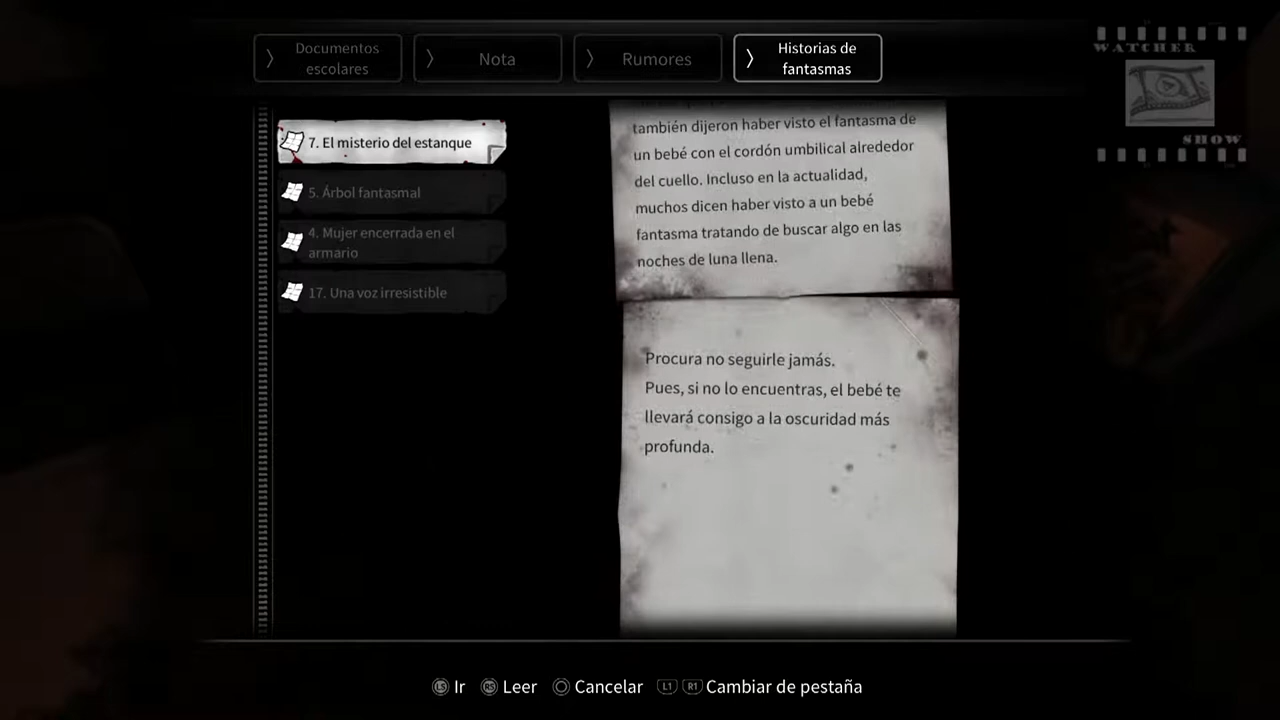 Documentos
escolares
Nota
Rumores
Historias de
fantasmas
WATCHER
SHOW
7. El misterio del estanque
5. Árbol fantasmal
4. Mujer encerrada en el
armario
17. Una voz irresistible
también dijeron haber visto el fantasma de
un bebé con el cordón umbilical alrededor
del cuello. Incluso en la actualidad,
muchos dicen haber visto a un bebé
fantasma tratando de buscar algo en las
noches de luna llena.
Procura no seguirle jamás.
Pues, si no lo encuentras, el bebé te
llevará consigo a la oscuridad más
profunda.
LS Ir RS Leer Cancelar L1 R1 Cambiar de pestaña